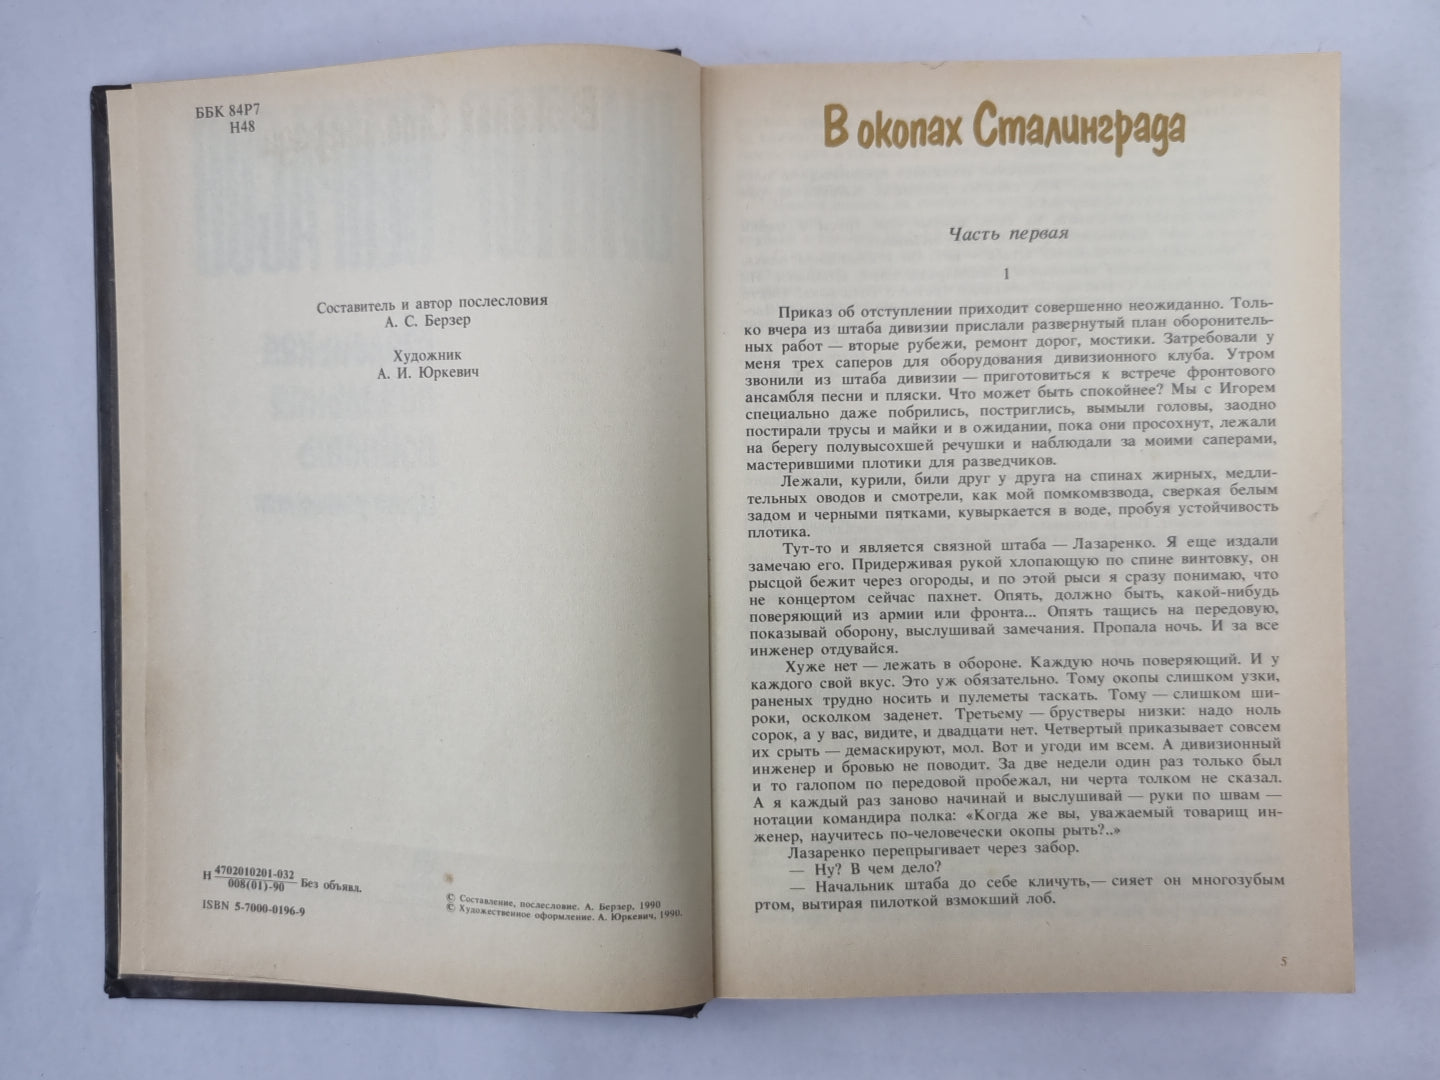 ББК 84Р7
Н48
Составитель и автор послесловия
А. С. Берзер
Художник
А. И. Юркевич
Н 4702010201-032
008(01)-90 Без объявл.
ISBN 5-7000-0196-9
© Составление, послесловие. А. Берзер, 1990
© Художественное оформление. А. Юркевич, 1990.
В окопах Сталинграда
Часть первая
1
Приказ об отступлении приходит совершенно неожиданно. Толь-
ко вчера из штаба дивизии прислали развернутый план оборонитель-
ных работ — вторые рубежи, ремонт дорог, мостики. Затребовали у
меня трех саперов для оборудования дивизионного клуба. Утром
звонили из штаба дивизии — приготовиться к встрече фронтового
ансамбля песни и пляски. Что может быть спокойнее? Мы с Игорем
специально даже побрились, постриглись, вымыли головы, заодно
постирали трусы и майки и в ожидании, пока они просохнут, лежали
на берегу полувысохшей речушки и наблюдали за моими саперами,
мастерившими плотики для разведчиков.
Лежали, курили, били друг у друга на спинах жирных, медли-
тельных оводов и смотрели, как мой помкомвзвода, сверкая белым
задом и черными пятками, кувыркается в воде, пробуя устойчивость
плотика.
Тут-то и является связной штаба — Лазаренко. Я еще издали
замечаю его. Придерживая рукой хлопающую по спине винтовку, он
рысцой бежит через огороды, и по этой рыси я сразу понимаю, что
не концертом сейчас пахнет. Опять, должно быть, какой-нибудь
поверяющий из армии или фронта... Опять тащись на передовую,
показывай оборону, выслушивай замечания. Пропала ночь. И за все
инженер отдувайся.
Хуже нет — лежать в обороне. Каждую ночь поверяющий. И у
каждого свой вкус. Это уж обязательно. Тому окопы слишком узки,
раненых трудно носить и пулеметы таскать. Тому — слишком ши-
роки, осколком заденет. Третьему — брустверы низки: надо ноль
сорок, а у вас, видите, и двадцати нет. Четвертый приказывает совсем
их срыть — демаскируют, мол. Вот и угоди им всем. А дивизионный
инженер и бровью не поводит. За две недели один раз только был
и то галопом по передовой пробежал, ни черта толком не сказал.
А я каждый раз заново начинай и выслушивай — руки по швам —
нотации командира полка: «Когда же вы, уважаемый товарищ ин-
женер, научитесь по-человечески окопы рыть?..»
Лазаренко перепрыгивает через забор.
— Ну? В чем дело?
— Начальник штаба до себе кличуть,— сияет он многозубым
ртом, вытирая пилоткой взмокший лоб.
5